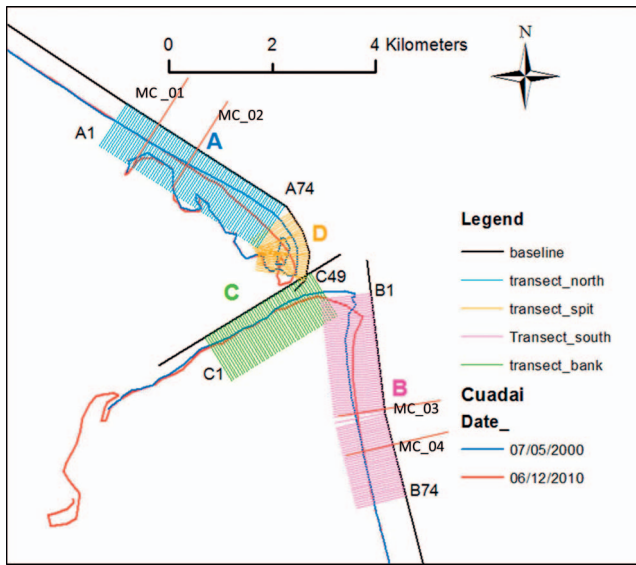 N
0 2 4 Kilometers
MC_01
MC_02
A1
A
A74
D
C
C49
B1
C1
B
MC_03
MC_04
B74
Legend
baseline
transect_north
transect_spit
Transect_south
transect_bank
Cuadai
Date_
07/05/2000
06/12/2010